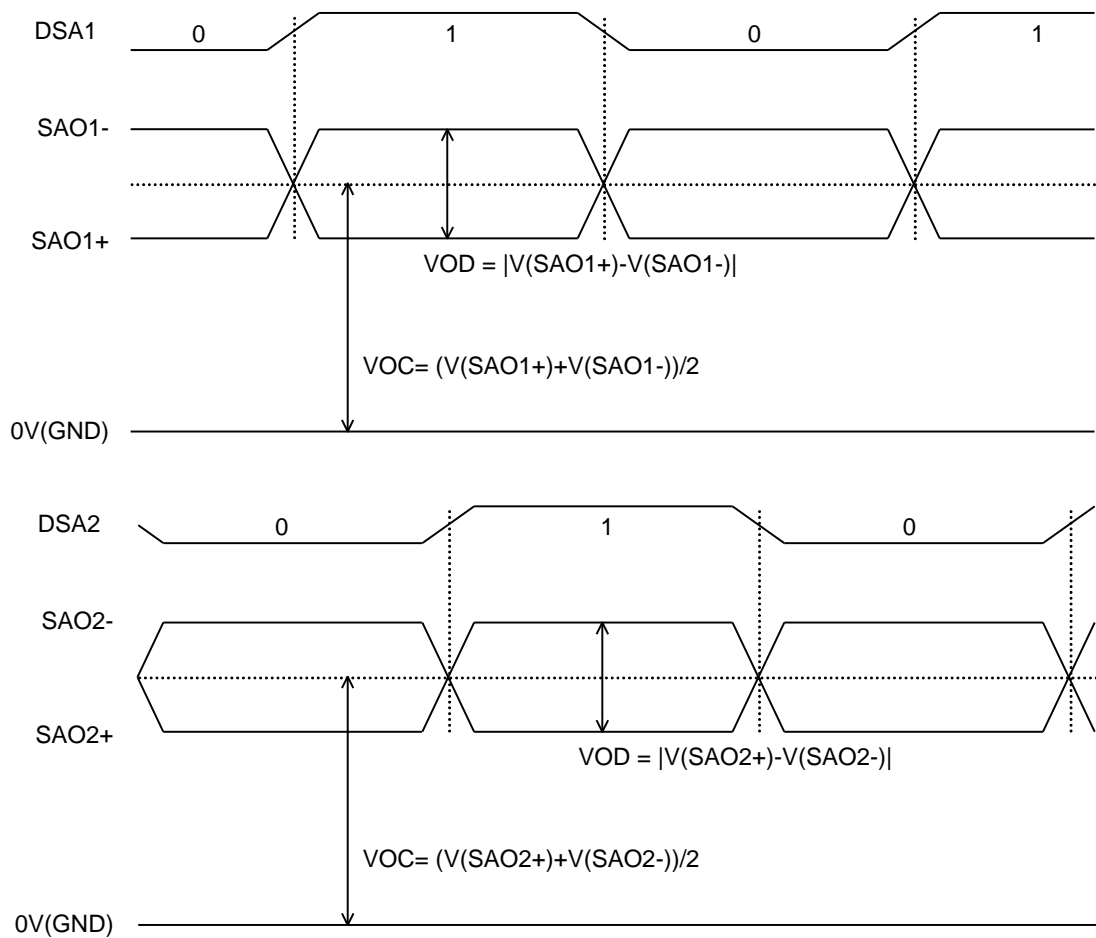 DSA1
0 1 0 1
SAO1-
SAO1+
VOD = |V(SAO1+)-V(SAO1-)|
VOC= (V(SAO1+)+V(SAO1-))/2
0V(GND)
DSA2
0 1 0
SAO2-
SAO2+
VOD = |V(SAO2+)-V(SAO2-)|
VOC= (V(SAO2+)+V(SAO2-))/2
0V(GND)